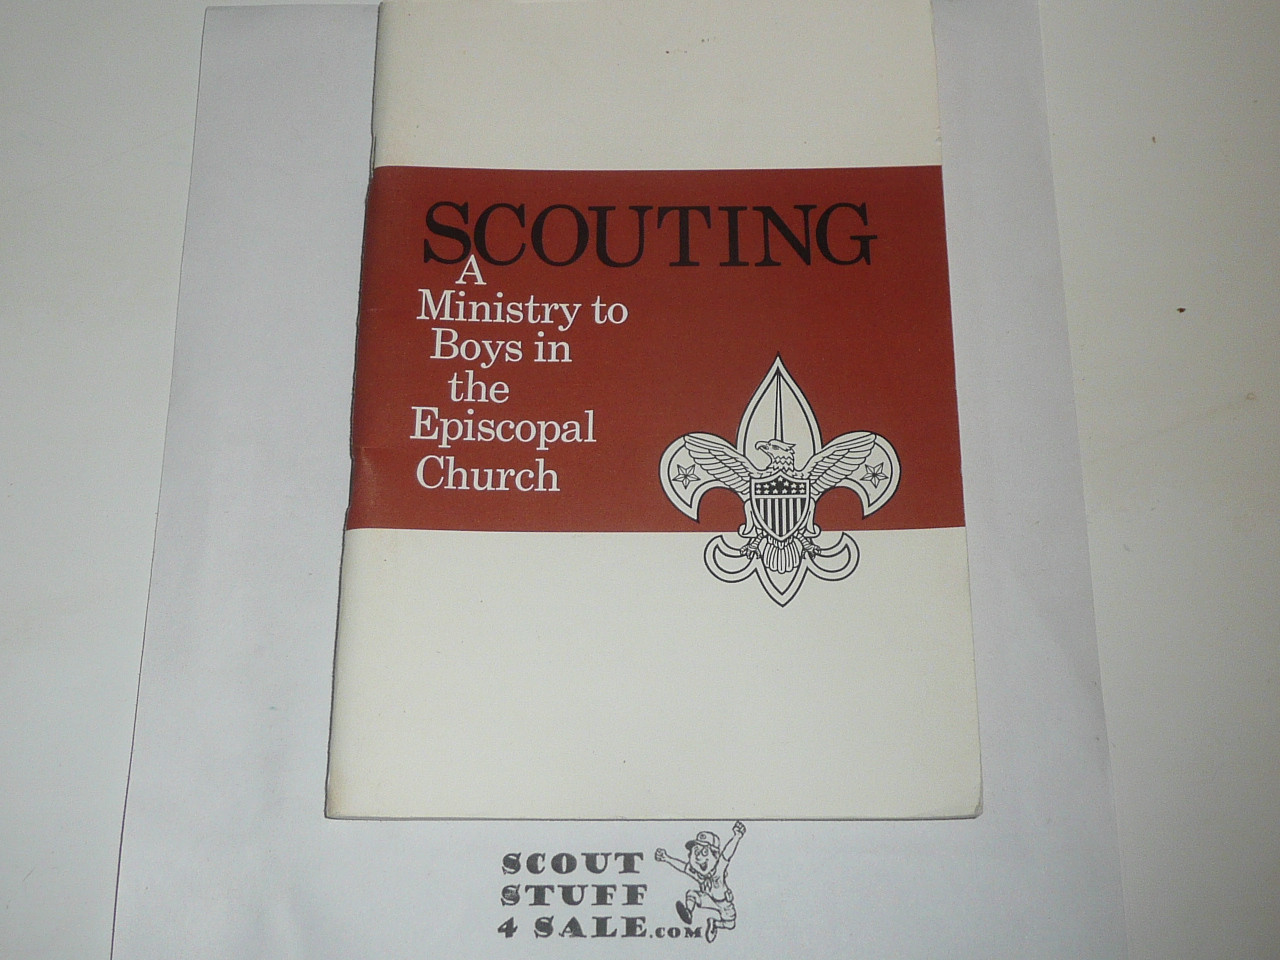 SCOUTING
A
Ministry to
Boys in
the
Episcopal
Church
SCOUT
STUFF
4 SALE.COM